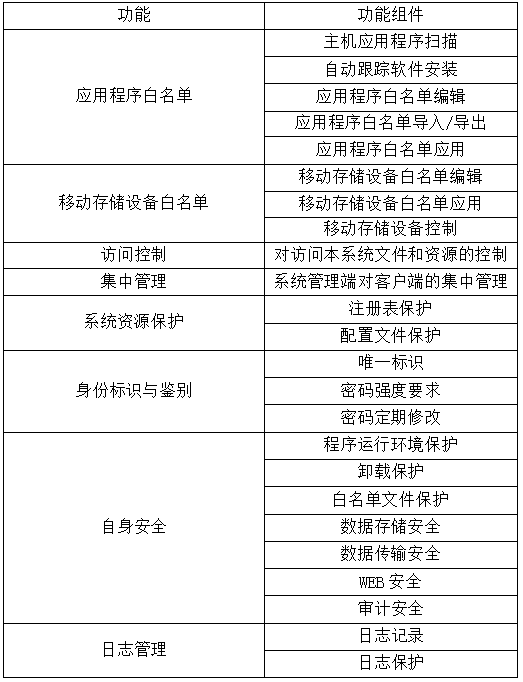 功能 功能组件
应用程序白名单 主机应用程序扫描
自动跟踪软件安装
应用程序白名单编辑
应用程序白名单导入/导出
应用程序白名单应用
移动存储设备白名单 移动存储设备白名单编辑
移动存储设备白名单应用
移动存储设备控制
访问控制 对访问本系统文件和资源的控制
集中管理 系统管理端对客户端的集中管理
系统资源保护 注册表保护
配置文件保护
身份标识与鉴别 唯一标识
密码强度要求
密码定期修改
自身安全 程序运行环境保护
卸载保护
白名单文件保护
数据存储安全
数据传输安全
WEB 安全
审计安全
日志管理 日志记录
日志保护